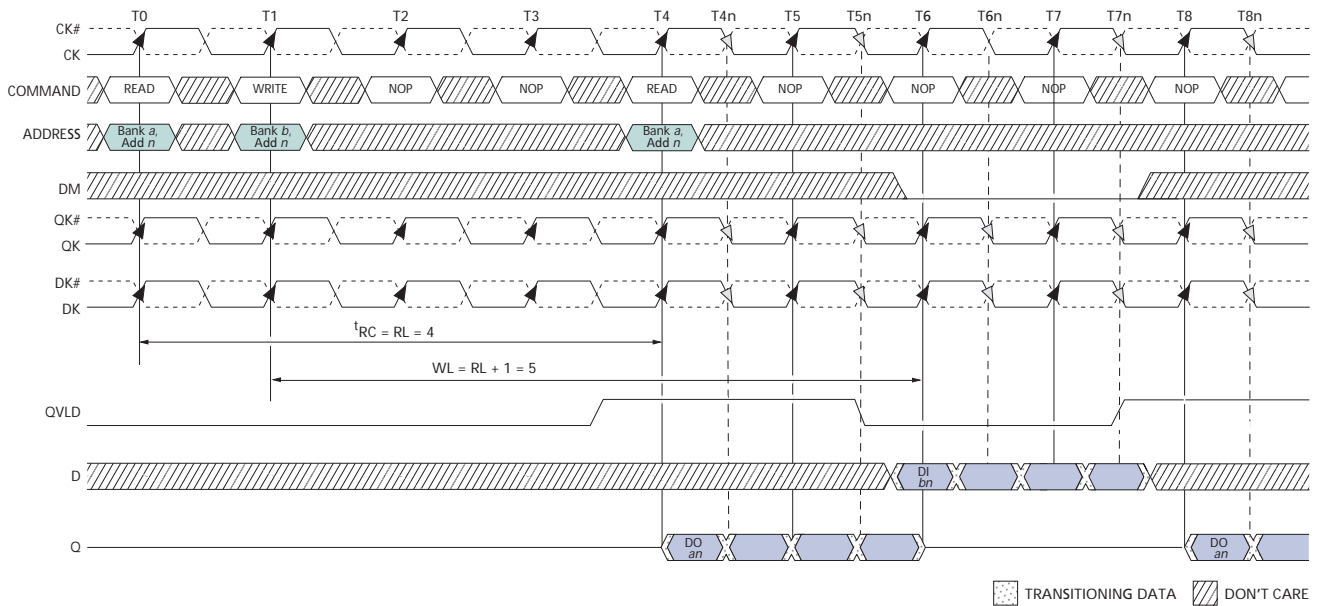 T0 T1 T2 T3 T4 T4n T5 T5n T6 T6n T7 T7n T8 T8n
CK#
CK
COMMAND READ WRITE NOP NOP READ NOP NOP NOP NOP
ADDRESS Bank a, Add n Bank b, Add n Bank a, Add n
DM
QK#
QK
DK#
DK
tRC = RL = 4
WL = RL + 1 = 5
QVLD
D DI bn
Q DO an DO an
TRANSITIONING DATA DON'T CARE